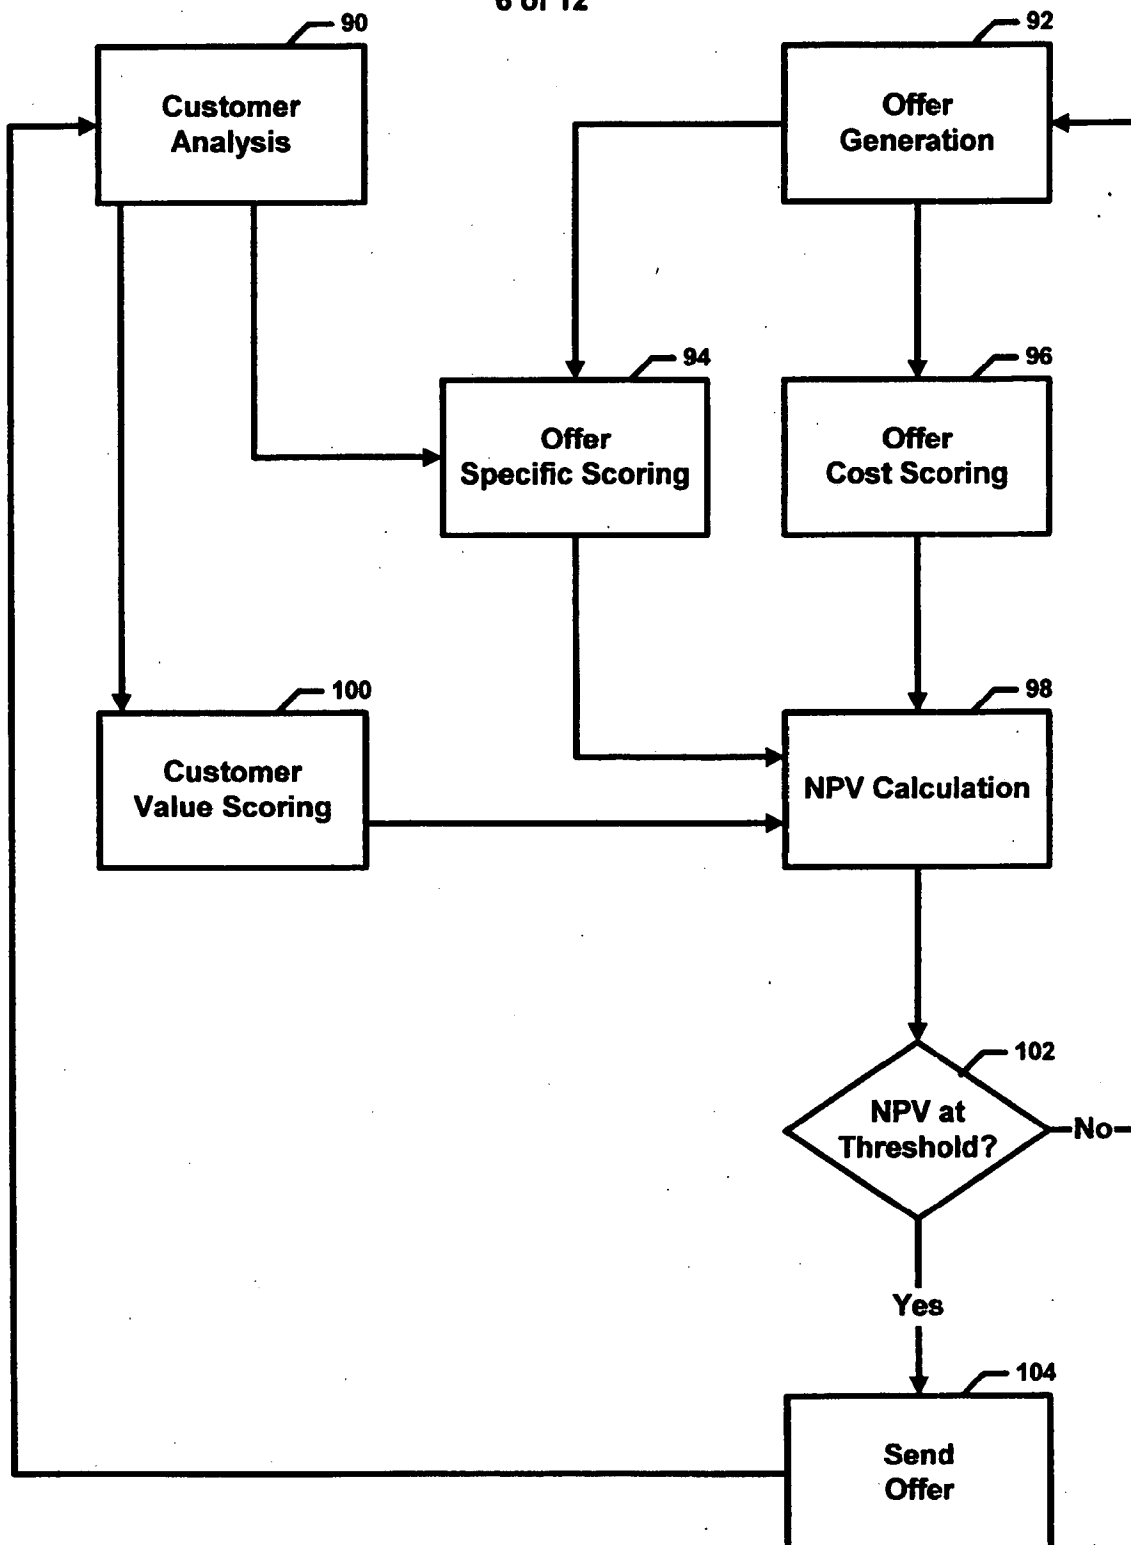 6 of 12
90
92
Customer
Analysis
Offer
Generation
94
96
Offer
Specific Scoring
Offer
Cost Scoring
100
98
Customer
Value Scoring
NPV Calculation
102
NPV at
Threshold?
No
Yes
104
Send
Offer